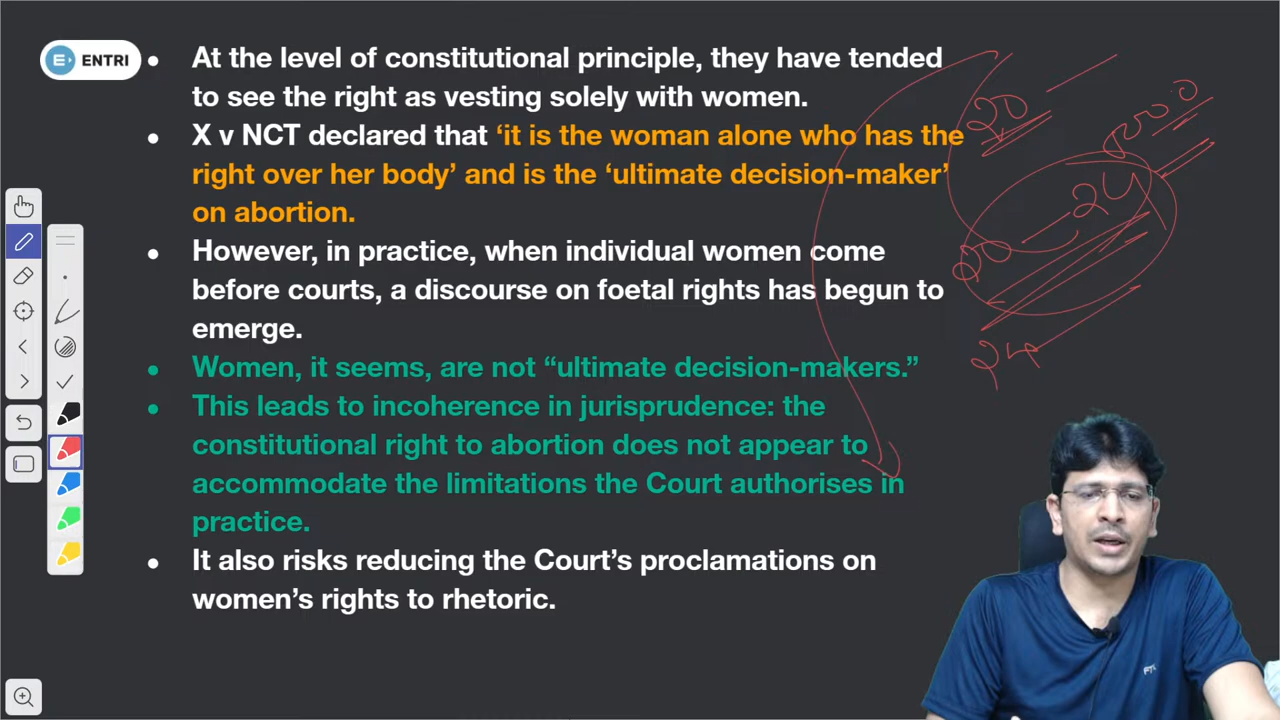 ENTRI
At the level of constitutional principle, they have tended
to see the right as vesting solely with women.
X v NCT declared that ‘it is the woman alone who has the
right over her body’ and is the ‘ultimate decision-maker’
on abortion.
However, in practice, when individual women come
before courts, a discourse on foetal rights has begun to
emerge.
Women, it seems, are not “ultimate decision-makers.”
This leads to incoherence in jurisprudence: the
constitutional right to abortion does not appear to
accommodate the limitations the Court authorises in
practice.
It also risks reducing the Court’s proclamations on
women’s rights to rhetoric.
20
24
20
24